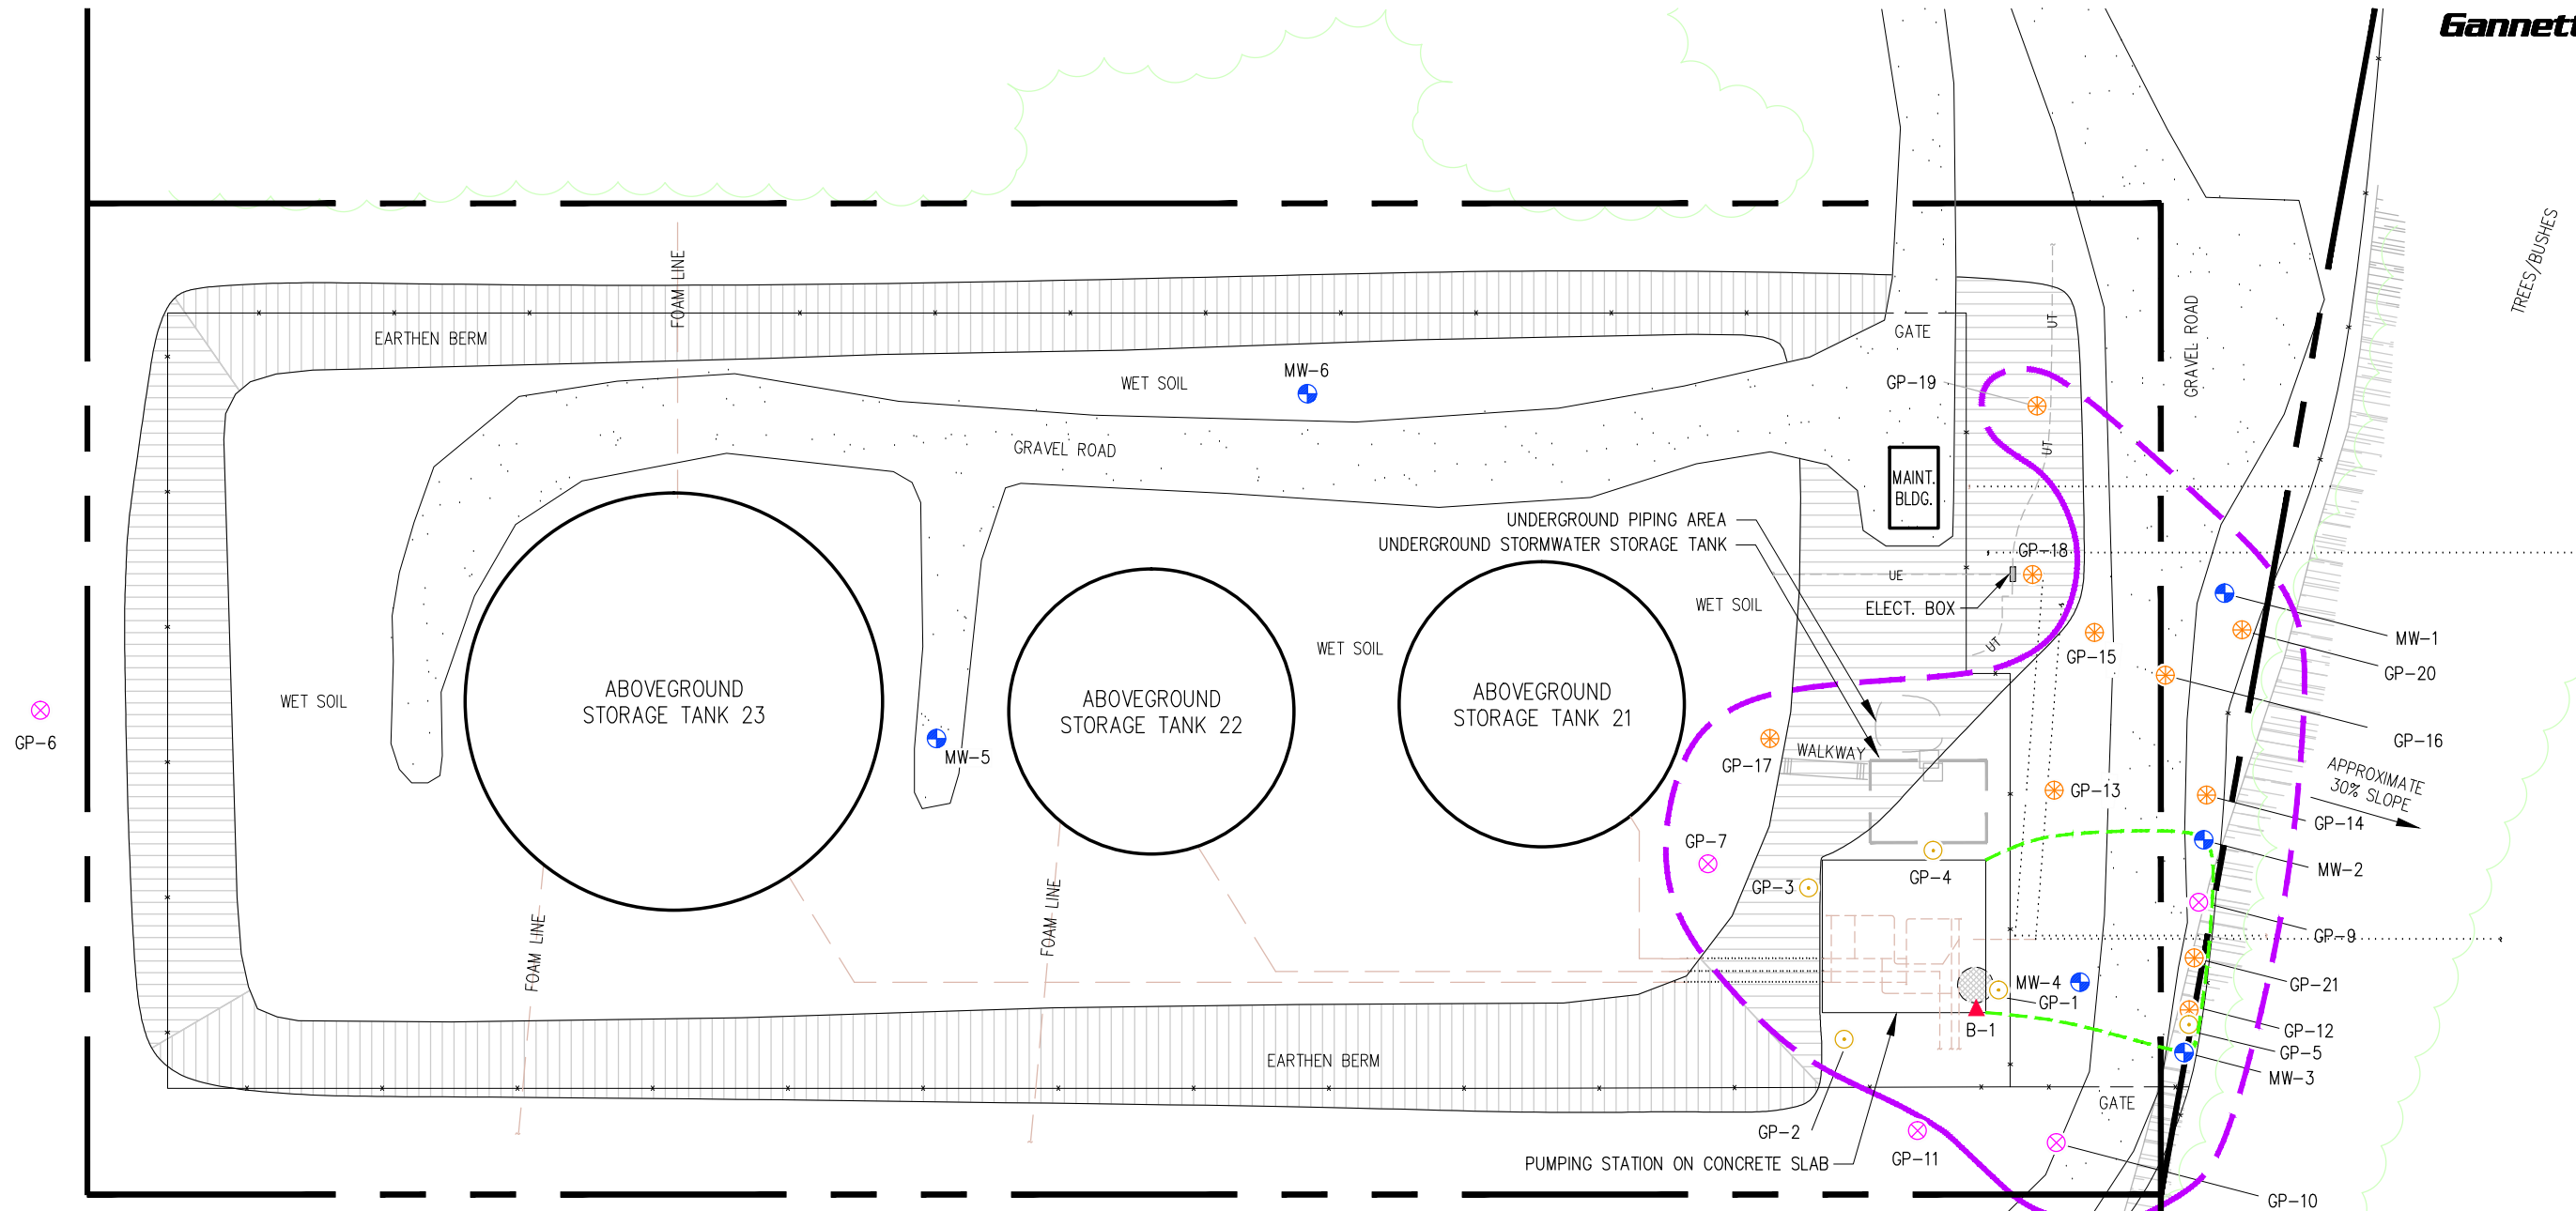 Gannett
TREES/BUSHES
FOAM LINE
EARTHEN BERM
GATE
UT
GRAVEL ROAD
MW-6
WET SOIL
GP-19
GRAVEL ROAD
UT
MAINT.
BLDG.
UNDERGROUND PIPING AREA
UNDERGROUND STORMWATER STORAGE TANK
GP-18
UE
ELECT. BOX
WET SOIL
WET SOIL
UT
MW-1
GP-15
GP-20
WET SOIL
ABOVEGROUND
STORAGE TANK 23
ABOVEGROUND
STORAGE TANK 22
ABOVEGROUND
STORAGE TANK 21
GP-6
MW-5
GP-17
WALKWAY
GP-16
APPROXIMATE
30% SLOPE
GP-13
GP-14
GP-7
GP-3
GP-4
MW-2
FOAM LINE
FOAM LINE
GP-9
MW-4
GP-1
GP-21
B-1
GP-12
GP-5
EARTHEN BERM
MW-3
GATE
GP-2
PUMPING STATION ON CONCRETE SLAB
GP-11
GP-10